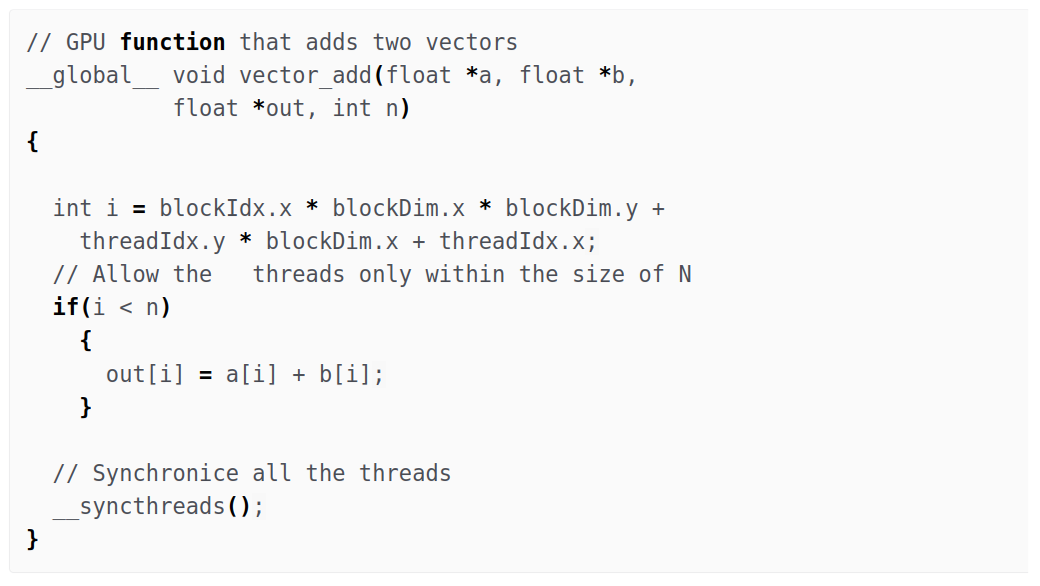 // GPU function that adds two vectors
__global__ void vector_add(float *a, float *b,
           float *out, int n)
{

  int i = blockIdx.x * blockDim.x * blockDim.y +
    threadIdx.y * blockDim.x + threadIdx.x;
  // Allow the   threads only within the size of N
  if(i < n)
    {
      out[i] = a[i] + b[i];
    }

  // Synchronice all the threads
  __syncthreads();
}